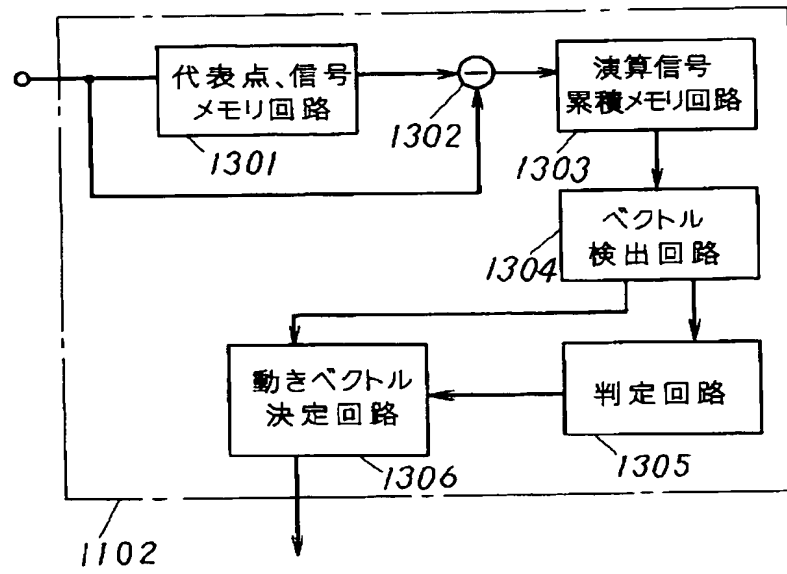 代表点、信号
メモリ回路
1301
−
1302
演算信号
累積メモリ回路
1303
ベクトル
検出回路
1304
動きベクトル
決定回路
1306
判定回路
1305
1102